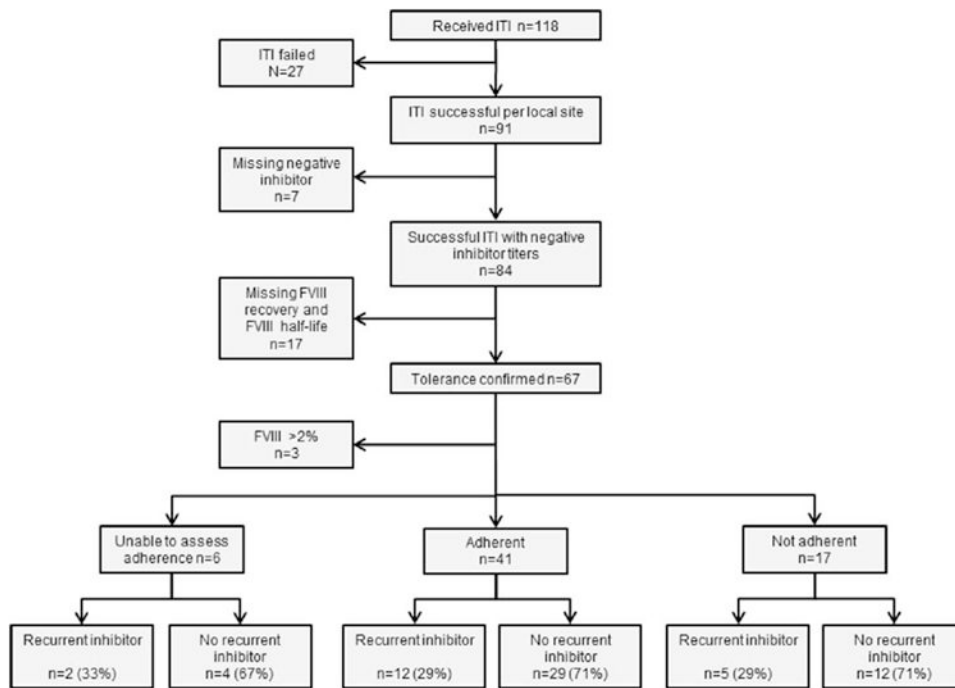 Received ITI n=118
ITI failed
N=27
ITI successful per local site
n=91
Missing negative
inhibitor
n=7
Successful ITI with negative
inhibitor titers
n=84
Missing FVIII
recovery and
FVIII half-life
n=17
Tolerance confirmed n=67
FVIII >2%
n=3
Unable to assess
adherence n=6
Adherent
n=41
Not adherent
n=17
Recurrent inhibitor
n=2 (33%)
No recurrent
inhibitor
n=4 (67%)
Recurrent inhibitor
n=12 (29%)
No recurrent
inhibitor
n=29 (71%)
Recurrent inhibitor
n=5 (29%)
No recurrent
inhibitor
n=12 (71%)